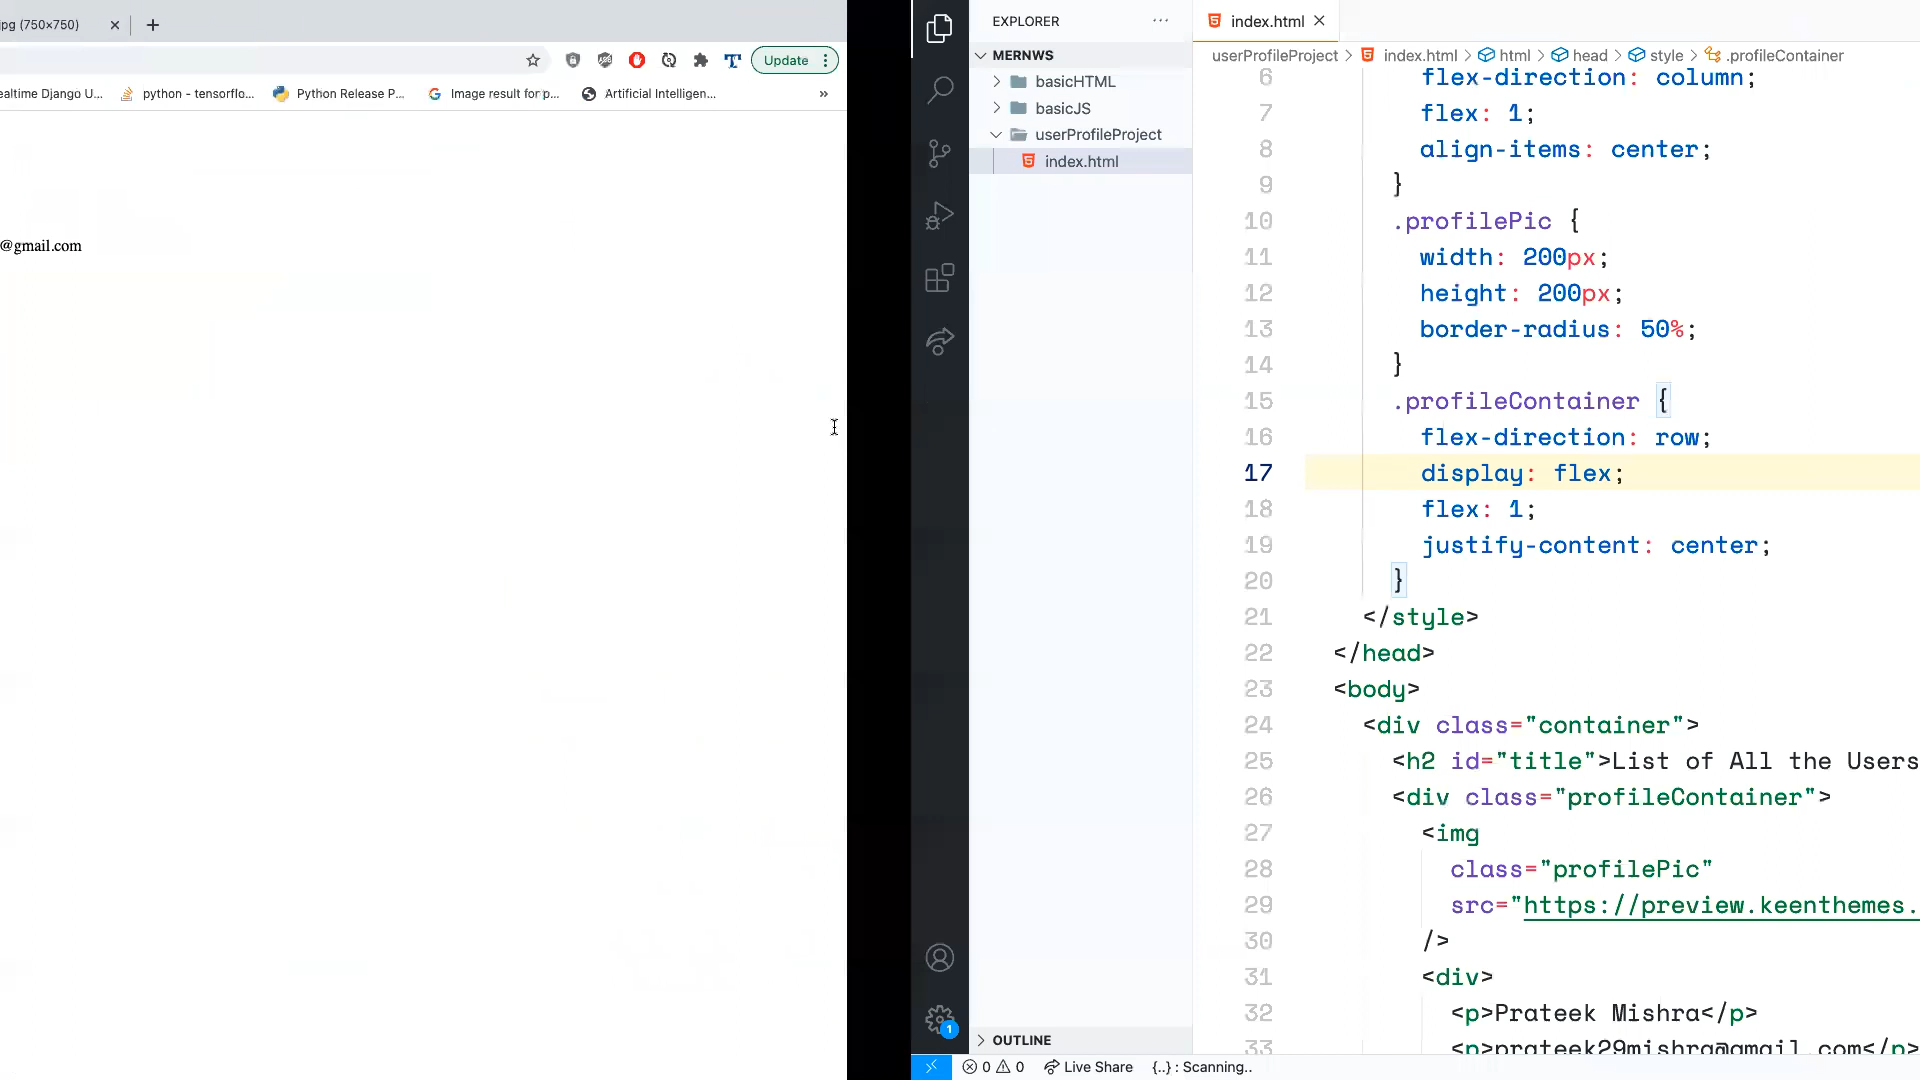 jpg (750×750)
Update
ealtime Django U...
python - tensorflo...
Python Release P...
Image result for p...
Artificial Intelligen...
»
@gmail.com
EXPLORER
MERNWS
basicHTML
basicJS
userProfileProject
index.html
OUTLINE
index.html
userProfileProject > index.html > html > head > style > .profileContainer
6 flex-direction: column;
7 flex: 1;
8 align-items: center;
9 }
10 .profilePic {
11 width: 200px;
12 height: 200px;
13 border-radius: 50%;
14 }
15 .profileContainer {
16 flex-direction: row;
17 display: flex;
18 flex: 1;
19 justify-content: center;
20 }
21 </style>
22 </head>
23 <body>
24 <div class="container">
25 <h2 id="title">List of All the Users
26 <div class="profileContainer">
27 <img
28 class="profilePic"
29 src="https://preview.keenthemes.
30 />
31 <div>
32 <p>Prateek Mishra</p>
33 <p>prateek29mishra@gmail.com</p>
1
0 0 Live Share {..} : Scanning..